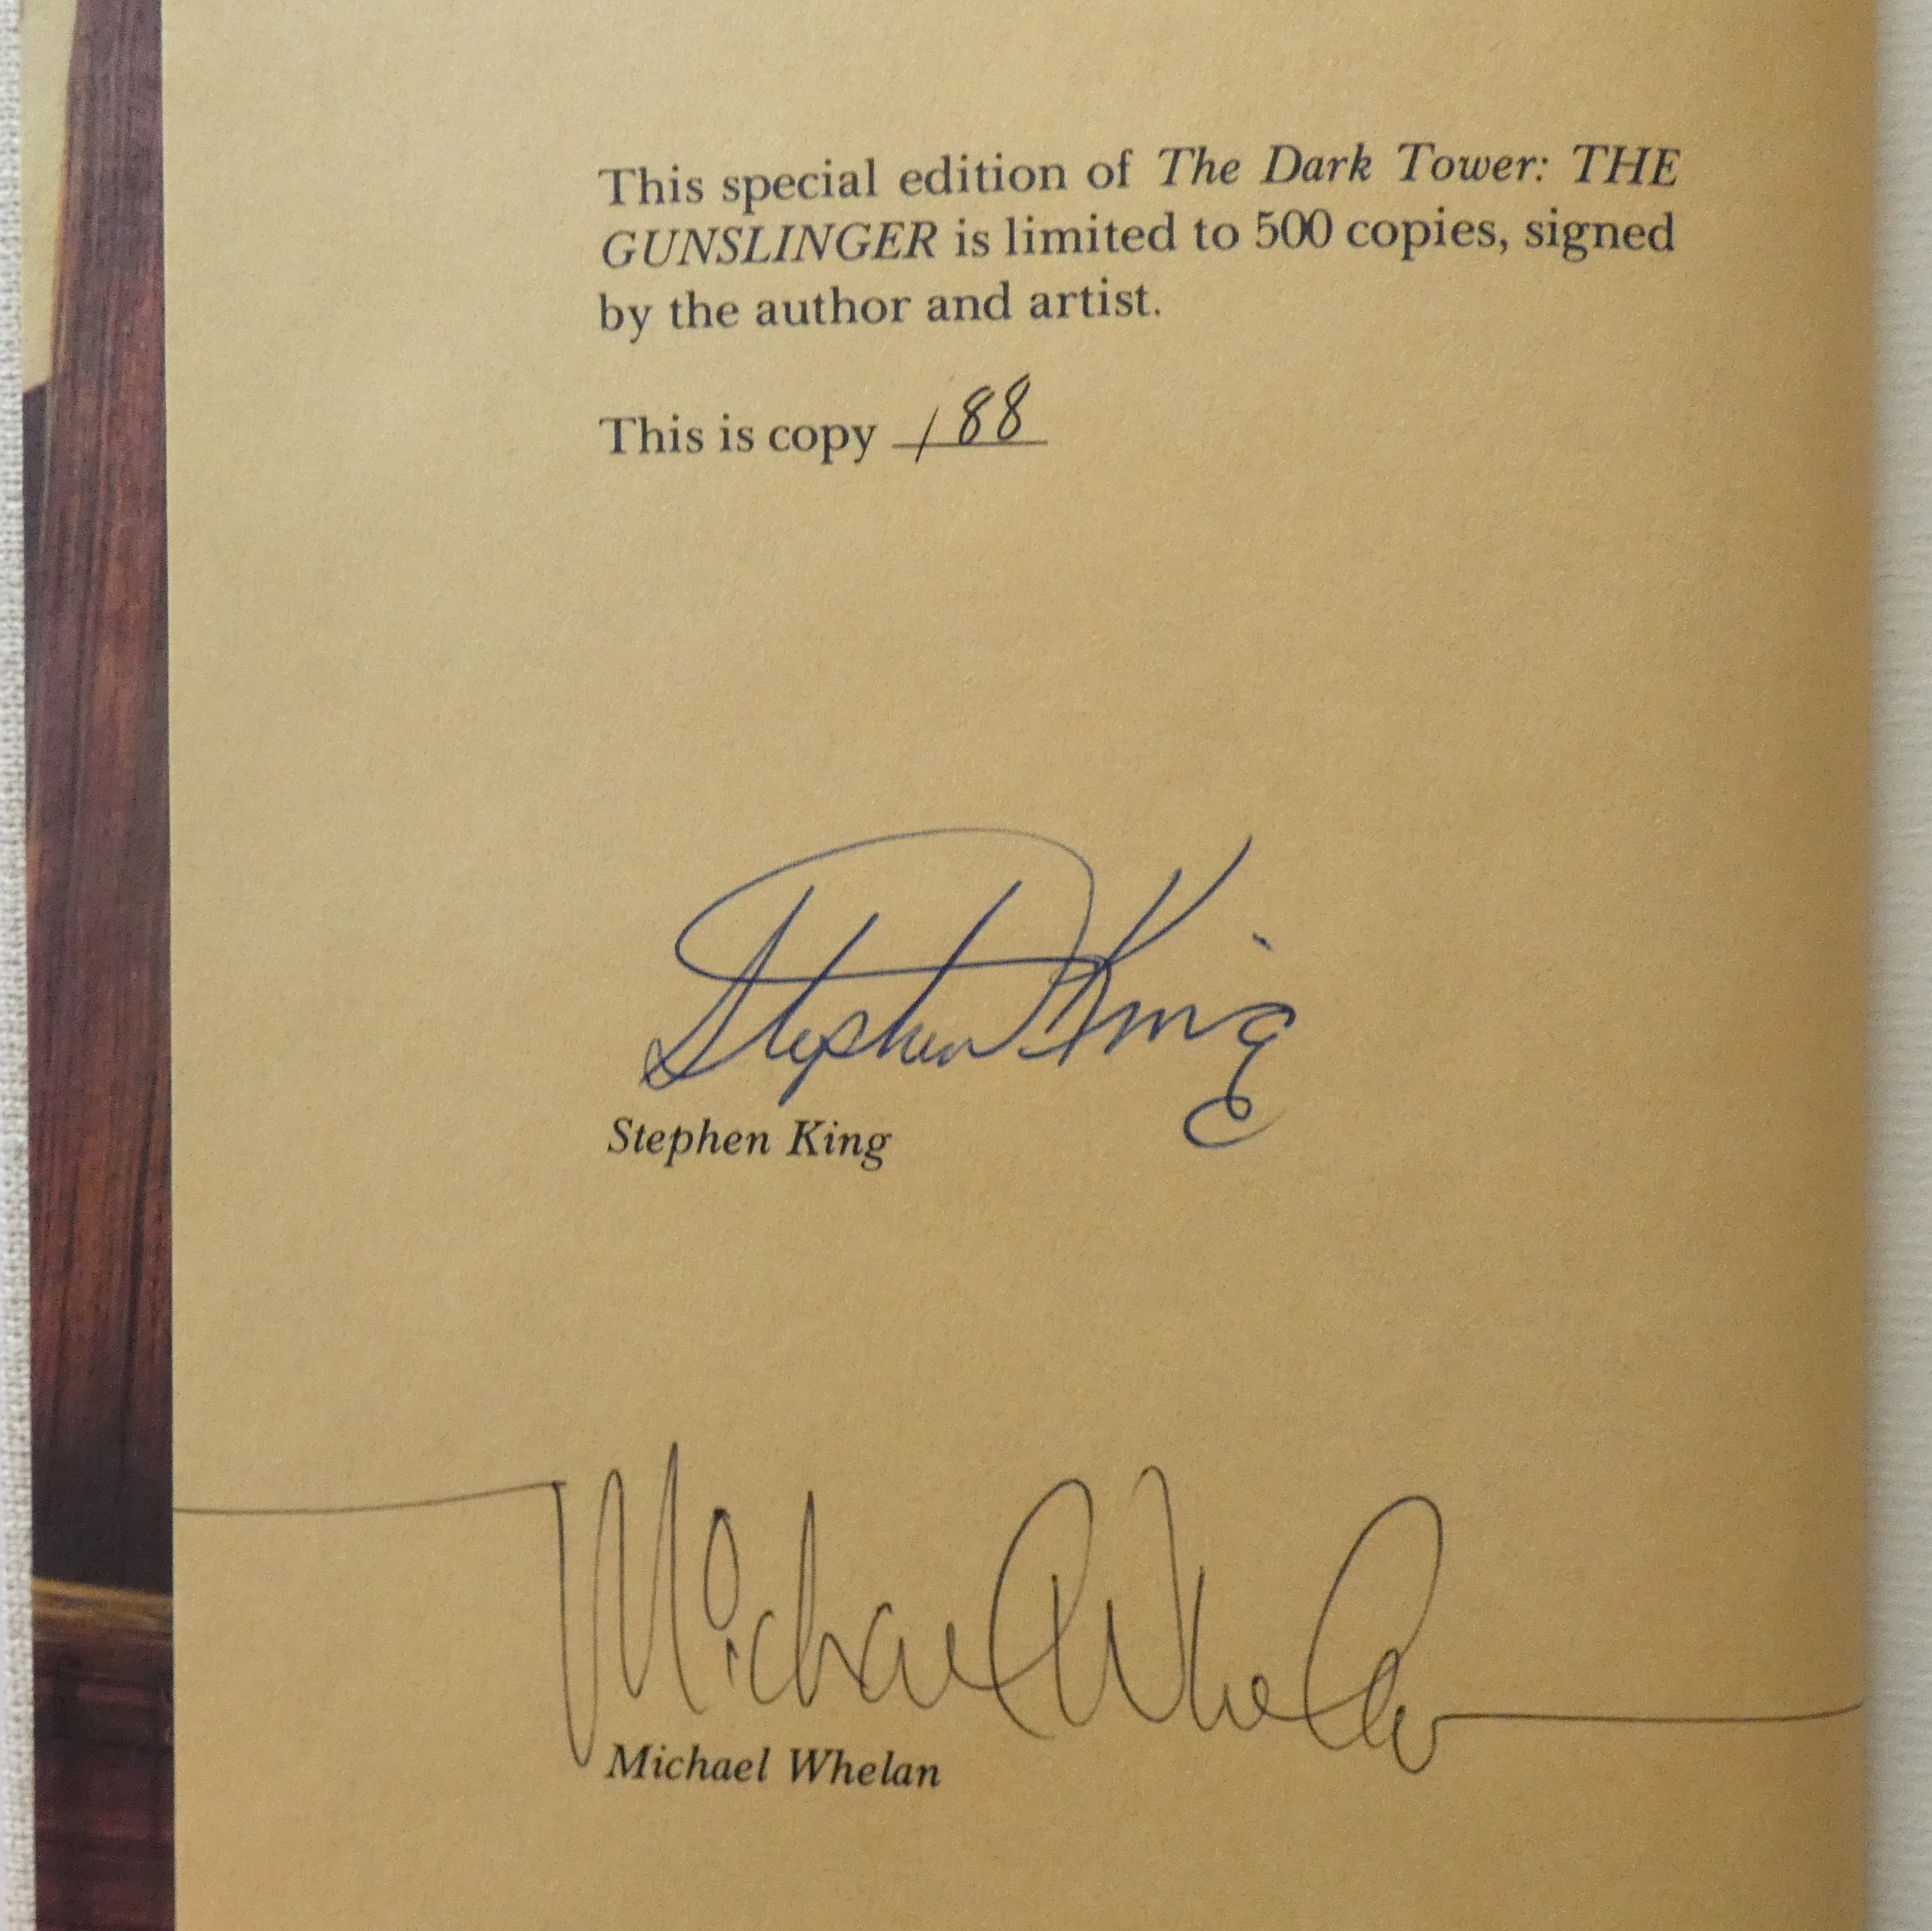 This special edition of The Dark Tower: THE
GUNSLINGER is limited to 500 copies, signed
by the author and artist.
This is copy 188
Stephen King
Stephen King
Michael Whelan
Michael Whelan